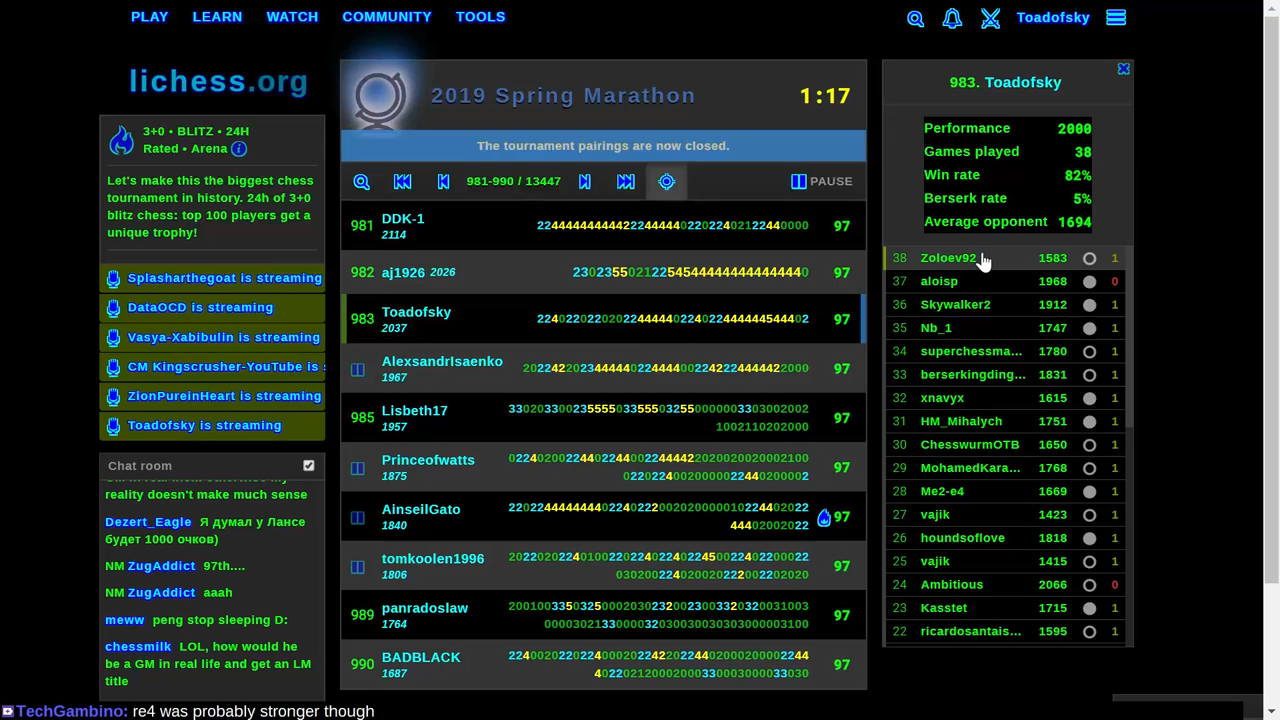 PLAY LEARN WATCH COMMUNITY TOOLS Toadofsky
lichess.org
3+0 • BLITZ • 24H
Rated • Arena
Let's make this the biggest chess
tournament in history. 24h of 3+0
blitz chess: top 100 players get a
unique trophy!
Splasharthegoat is streaming
DataOCD is streaming
Vasya-Xabibulin is streaming
CM Kingscrusher-YouTube is s
ZionPureinHeart is streaming
Toadofsky is streaming
Chat room
reality doesn't make much sense
Dezert_Eagle Я думал у Лансе
будет 1000 очков)
NM ZugAddict 97th....
NM ZugAddict aaah
meww peng stop sleeping D:
chessmilk LOL, how would he
be a GM in real life and get an LM
title
2019 Spring Marathon 1:17
The tournament pairings are now closed.
981-990 / 13447 PAUSE
981 DDK-1 2114 97
982 aj1926 2026 97
983 Toadofsky 2037 97
AlexsandrIsaenko 1967 97
985 Lisbeth17 1957 97
Princeofwatts 1875 97
AinseilGato 1840 97
tomkoolen1996 1806 97
989 panradoslaw 1764 97
990 BADBLACK 1687 97
983. Toadofsky
Performance 2000
Games played 38
Win rate 82%
Berserk rate 5%
Average opponent 1694
38 Zoloev92 1583 1
37 aloisp 1968 0
36 Skywalker2 1912 1
35 Nb_1 1747 1
34 superchessma... 1780 1
33 berserkingding... 1831 1
32 xnavyx 1615 1
31 HM_Mihalych 1751 1
30 ChesswurmOTB 1650 1
29 MohamedKara... 1768 1
28 Me2-e4 1669 1
27 vajik 1423 1
26 houndsoflove 1818 1
25 vajik 1415 1
24 Ambitious 2066 0
23 Kasstet 1715 1
22 ricardosantais... 1595 1
TechGambino: re4 was probably stronger though